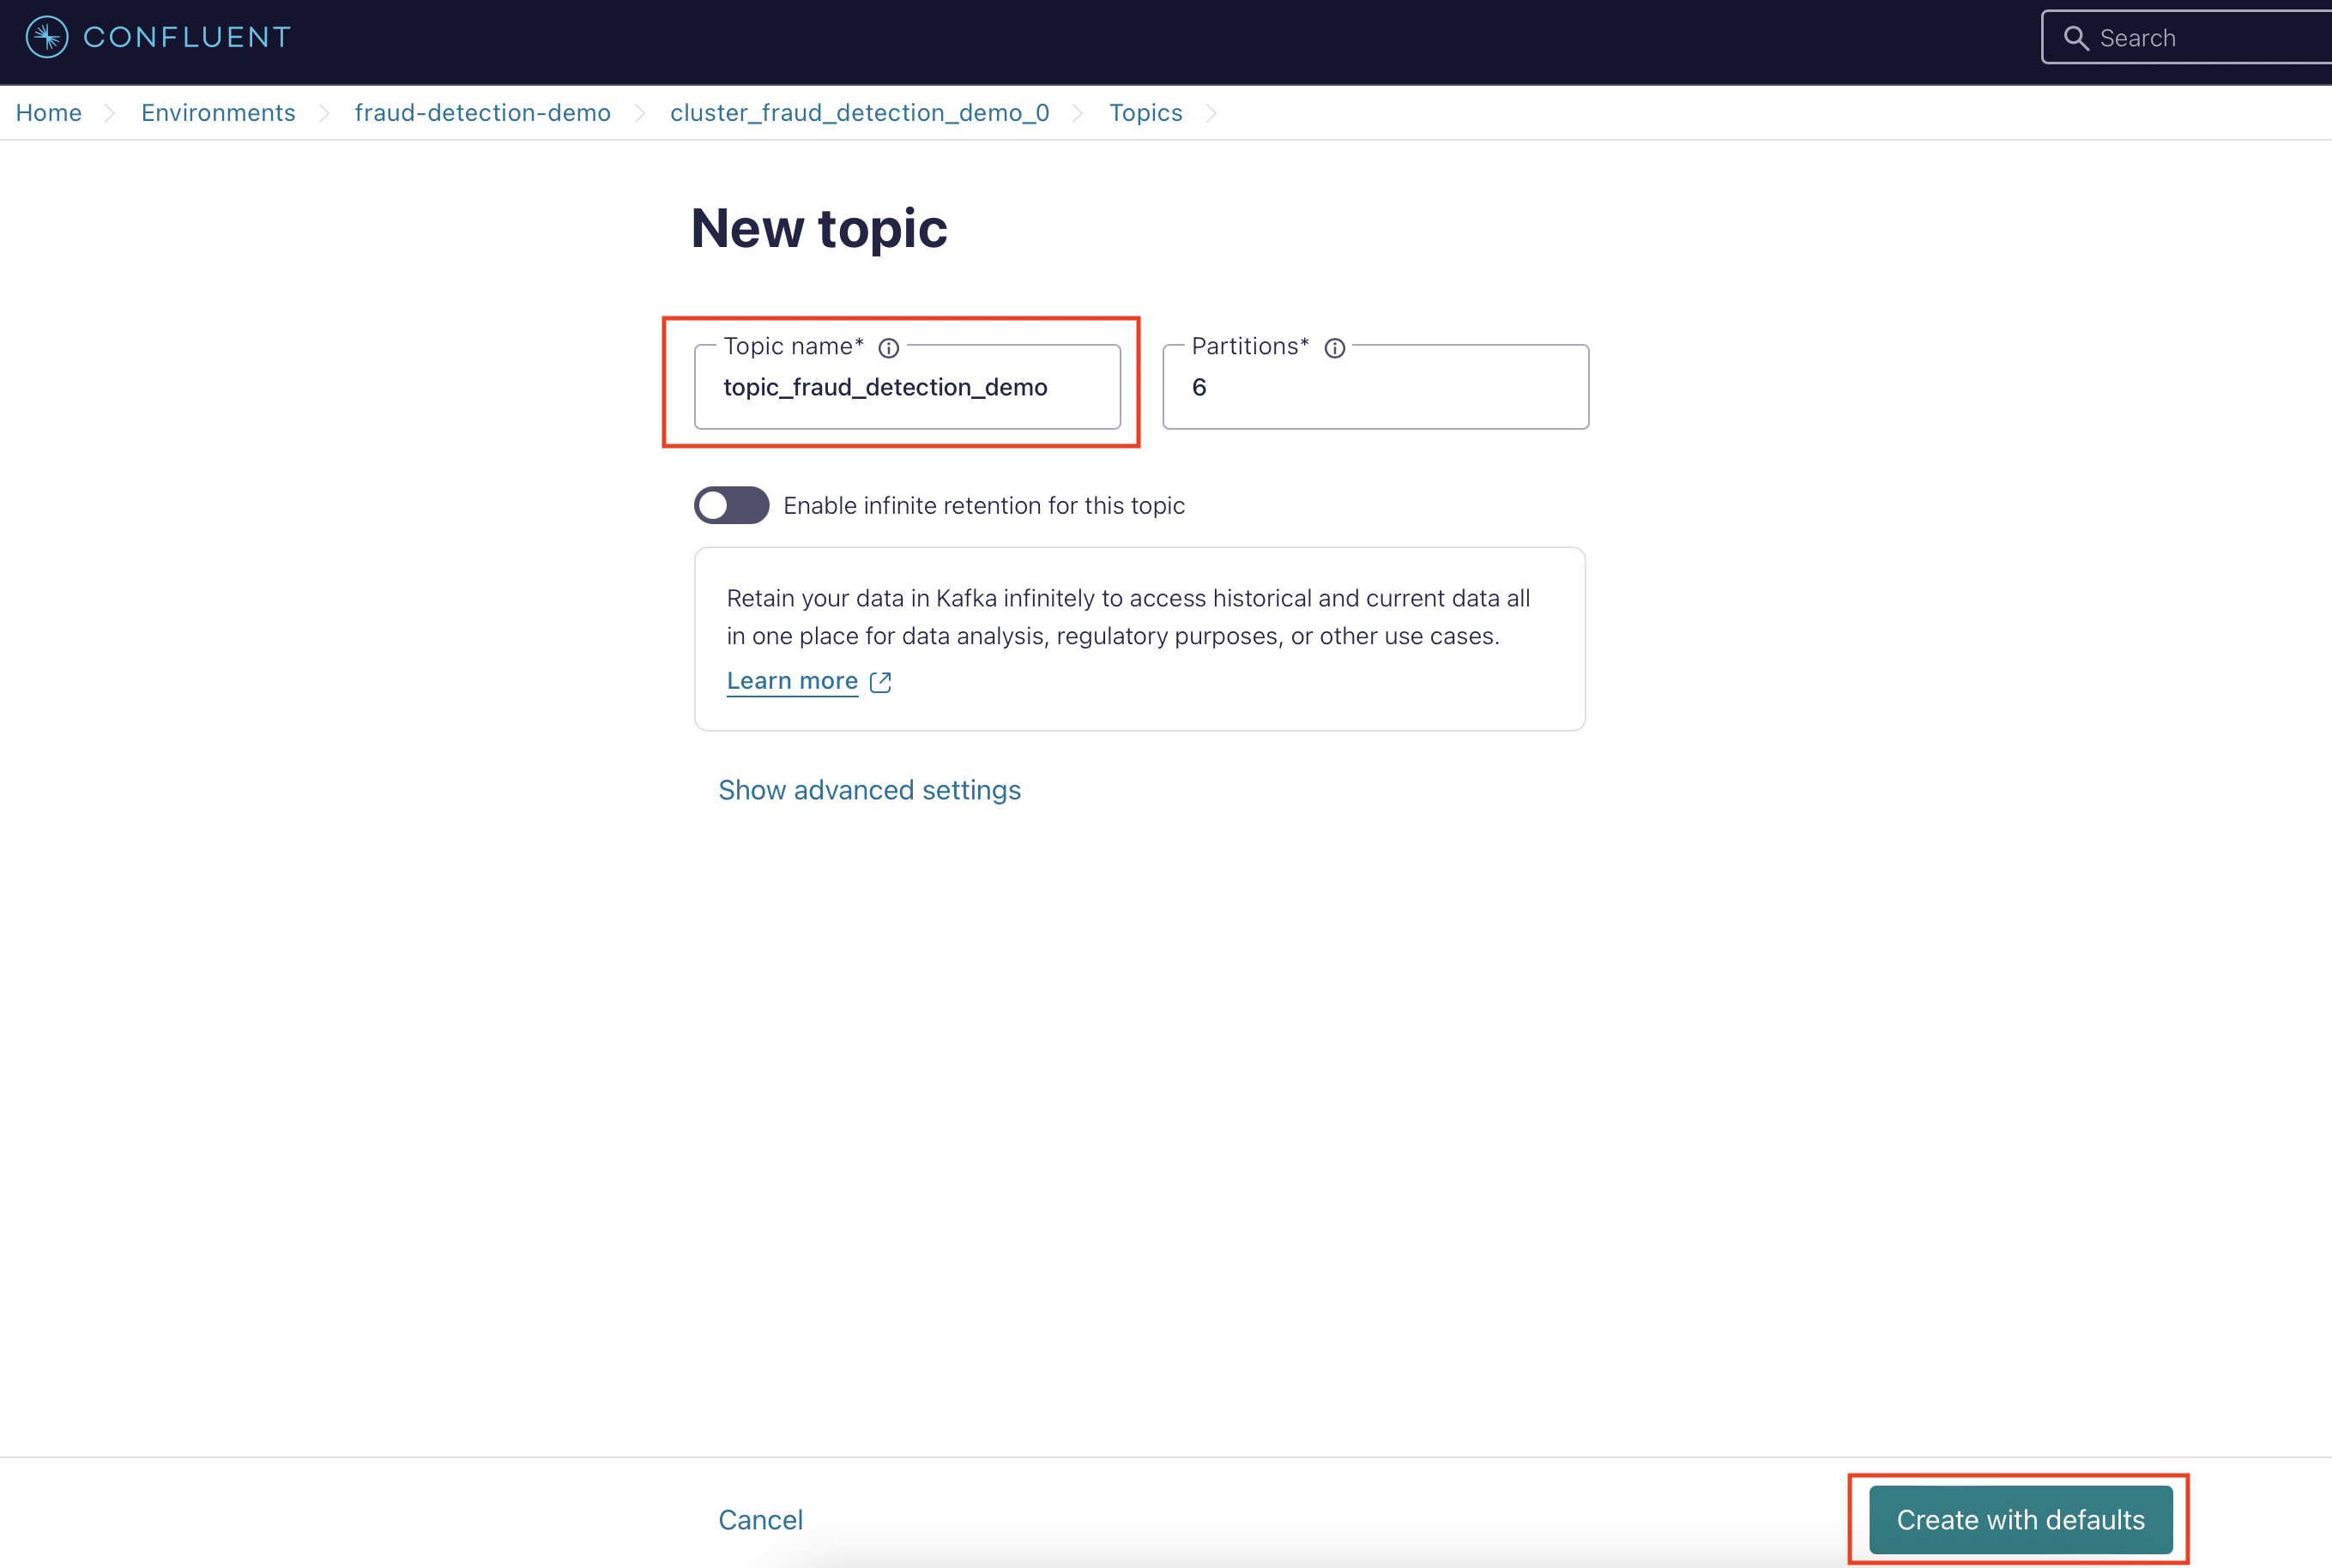 CONFLUENT
Search
Home
Environments
fraud-detection-demo
cluster_fraud_detection_demo_0
Topics
New topic
Topic name*
topic_fraud_detection_demo
Partitions*
6
Enable infinite retention for this topic
Retain your data in Kafka infinitely to access historical and current data all
in one place for data analysis, regulatory purposes, or other use cases.
Learn more
Show advanced settings
Cancel
Create with defaults